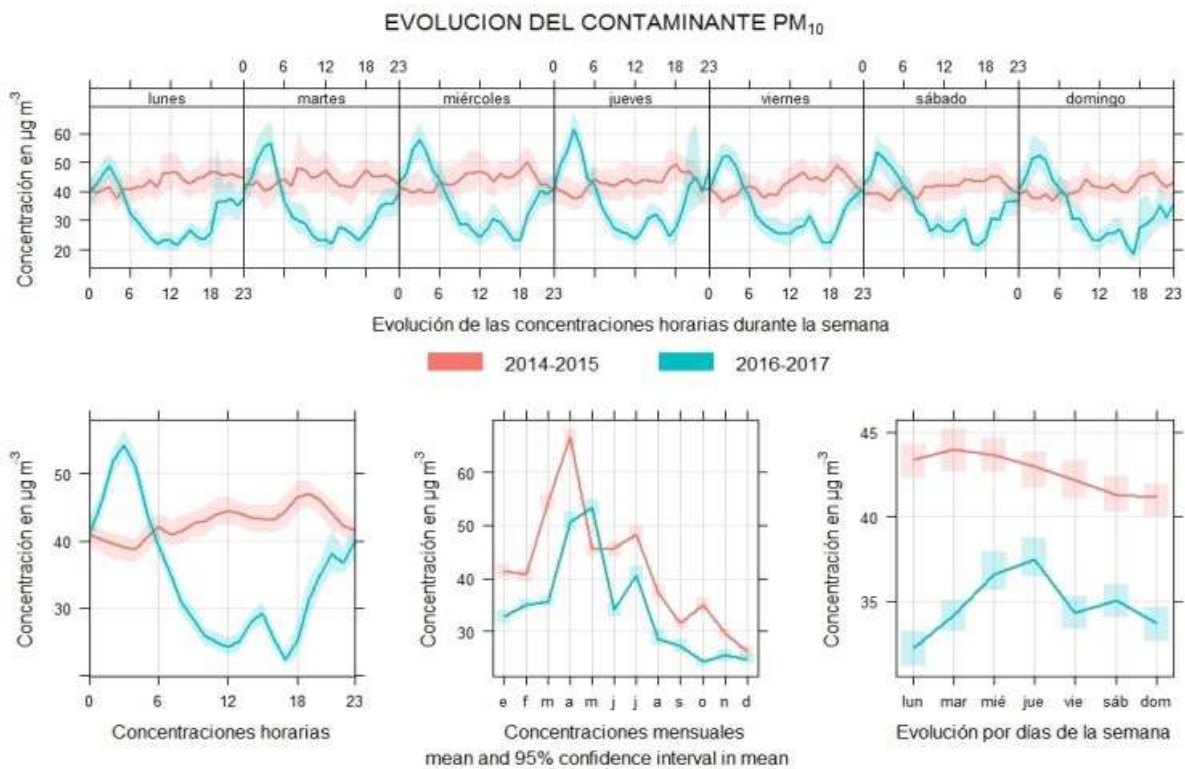 EVOLUCION DEL CONTAMINANTE PM₁₀
0 6 12 18 23 0 6 12 18 23 0 6 12 18 23
lunes martes miércoles jueves viernes sábado domingo
Concentración en µg m⁻³
60
50
40
30
20
0 6 12 18 23 0 6 12 18 23 0 6 12 18 23 0 6 12 18 23
Evolución de las concentraciones horarias durante la semana
2014-2015 2016-2017
Concentración en µg m⁻³
50
40
30
0 6 12 18 23
Concentraciones horarias
Concentración en µg m⁻³
60
50
40
30
e f m a m j j a s o n d
Concentraciones mensuales
mean and 95% confidence interval in mean
Concentración en µg m⁻³
45
40
35
lun mar mié jue vie sáb dom
Evolución por días de la semana